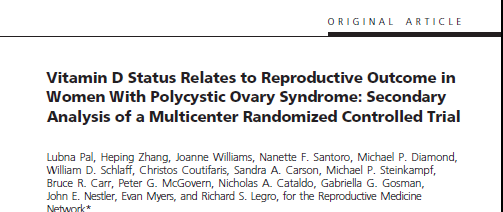 ORIGINAL ARTICLE
Vitamin D Status Relates to Reproductive Outcome in
Women With Polycystic Ovary Syndrome: Secondary
Analysis of a Multicenter Randomized Controlled Trial
Lubna Pal, Heping Zhang, Joanne Williams, Nanette F. Santoro, Michael P. Diamond,
William D. Schlaff, Christos Coutifaris, Sandra A. Carson, Michael P. Steinkampf,
Bruce R. Carr, Peter G. McGovern, Nicholas A. Cataldo, Gabriella G. Gosman,
John E. Nestler, Evan Myers, and Richard S. Legro, for the Reproductive Medicine
Network*